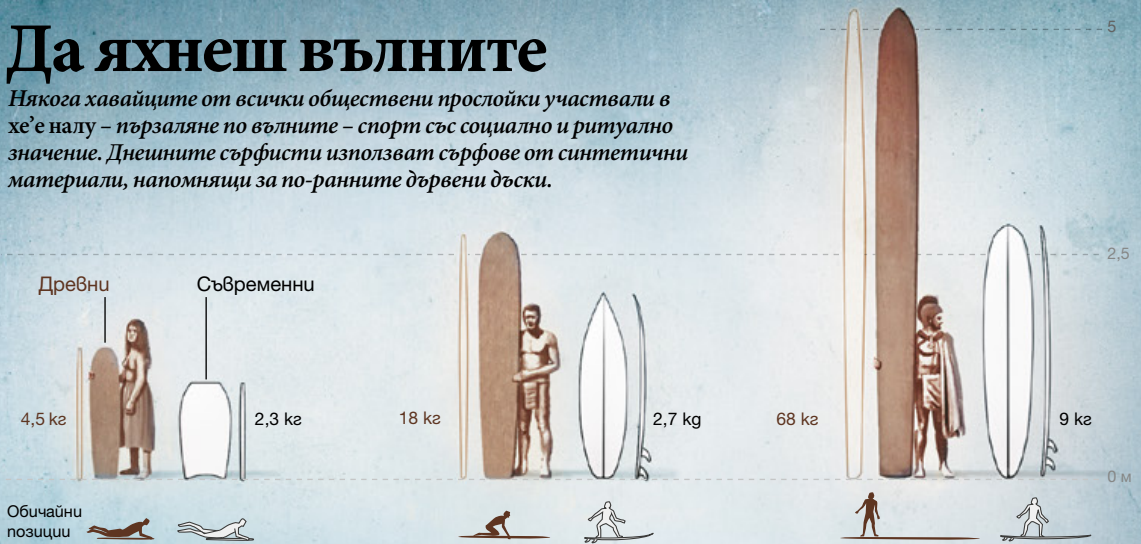 Да яхнеш вълните
Някога хавайците от всички обществени прослойки участвали в
хе’е налу – пързаляне по вълните – спорт със социално и ритуално
значение. Днешните сърфисти използват сърфове от синтетични
материали, напомнящи за по-ранните дървени дъски.
5
2,5
Древни
Съвременни
4,5 кг
2,3 кг
18 кг
2,7 kg
68 кг
9 кг
0 м
Обичайни
позиции